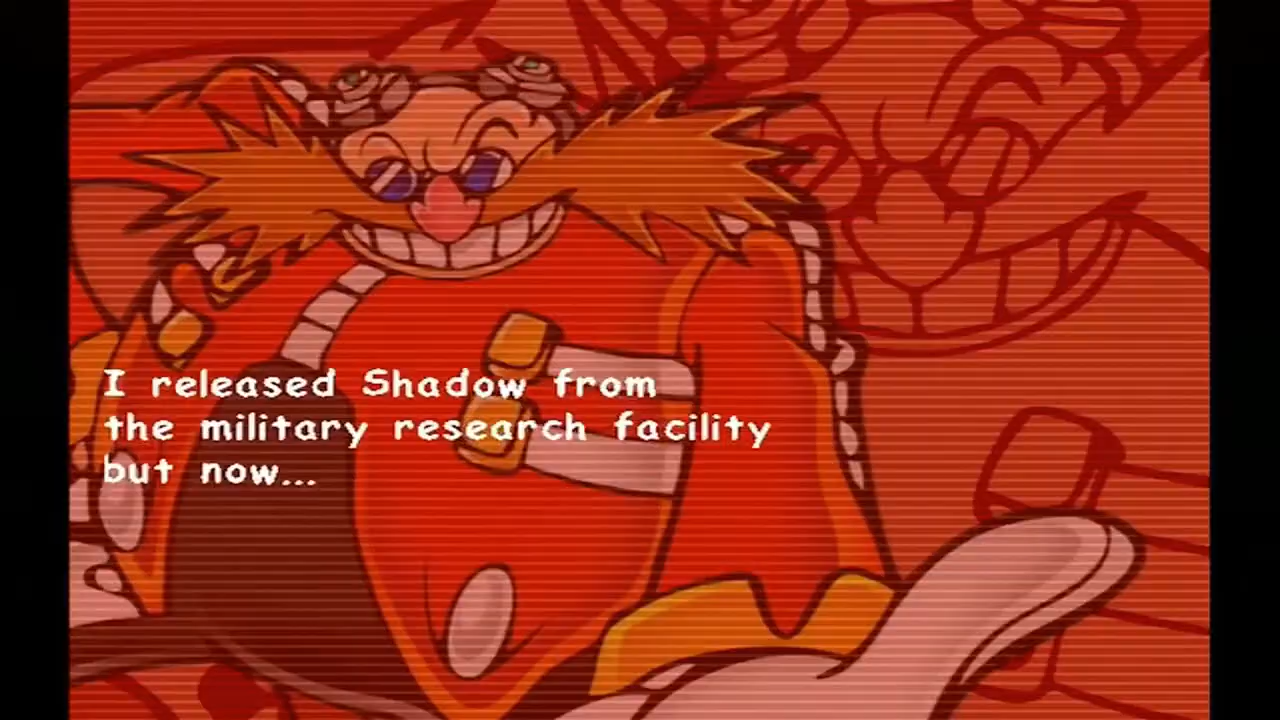 I released Shadow from
the military research facility
but now...